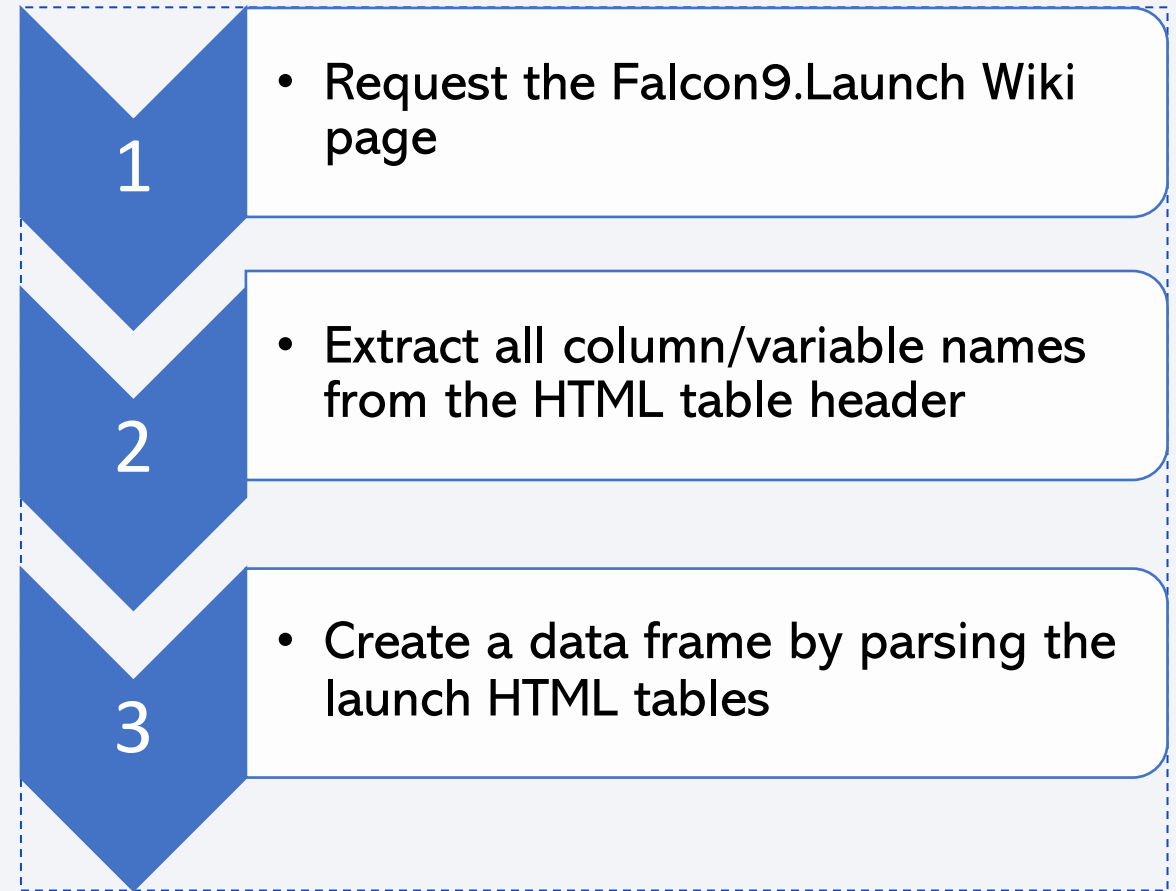 1
• Request the Falcon9.Launch Wiki
page
2
• Extract all column/variable names
from the HTML table header
3
• Create a data frame by parsing the
launch HTML tables